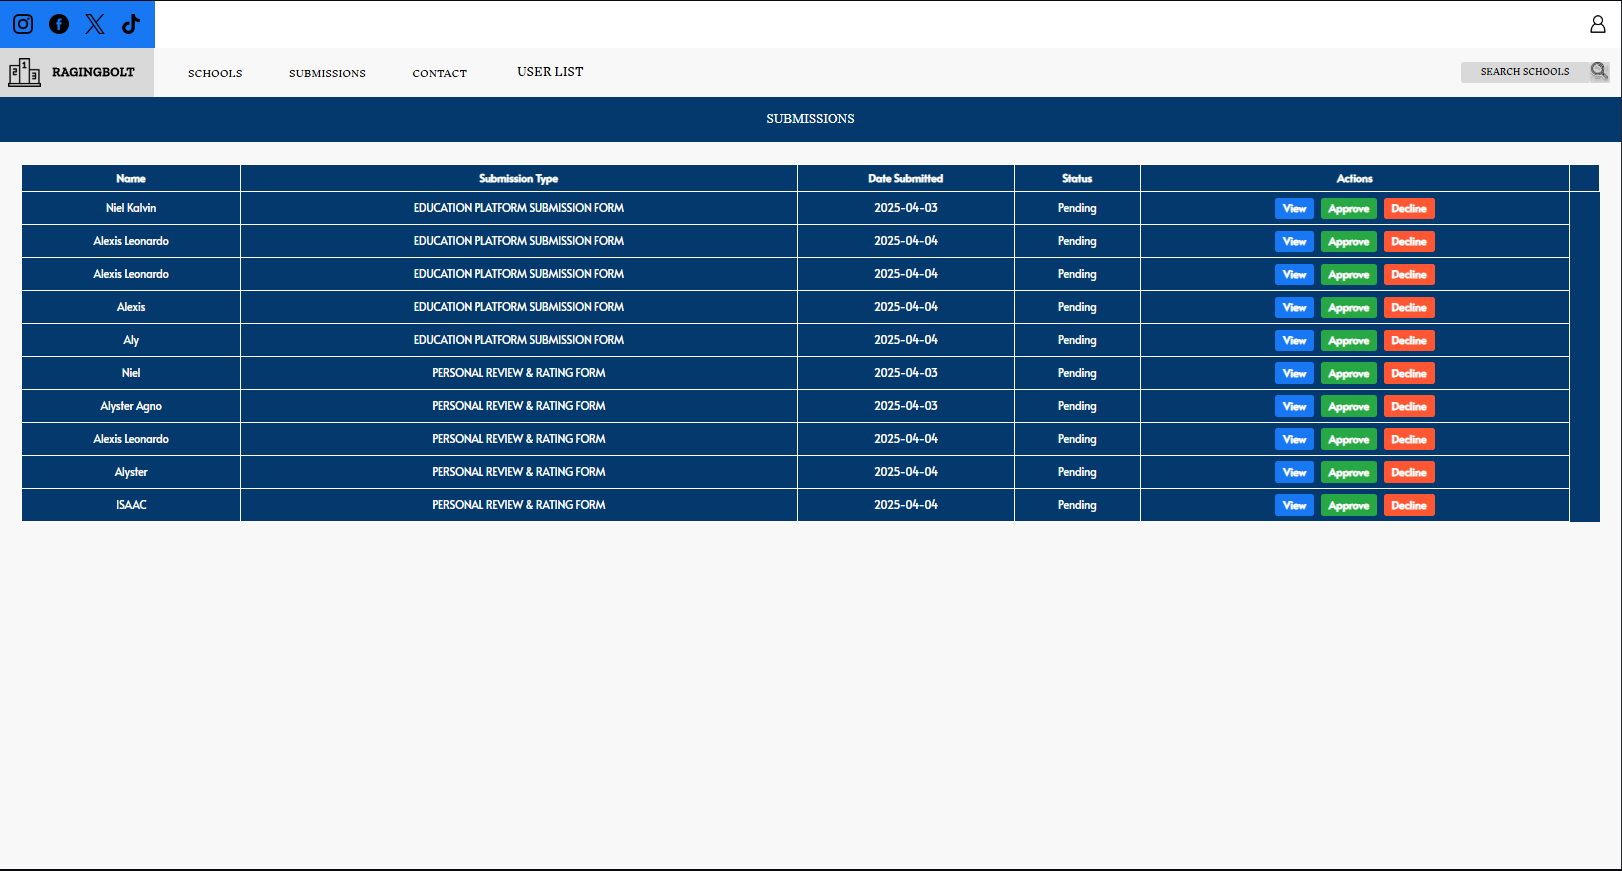 RAGINGBOLT SCHOOLS SUBMISSIONS CONTACT USER LIST SEARCH SCHOOLS
SUBMISSIONS
Name Submission Type Date Submitted Status Actions
Niel Kalvin EDUCATION PLATFORM SUBMISSION FORM 2025-04-03 Pending View Approve Decline
Alexis Leonardo EDUCATION PLATFORM SUBMISSION FORM 2025-04-04 Pending View Approve Decline
Alexis Leonardo EDUCATION PLATFORM SUBMISSION FORM 2025-04-04 Pending View Approve Decline
Alexis EDUCATION PLATFORM SUBMISSION FORM 2025-04-04 Pending View Approve Decline
Aly EDUCATION PLATFORM SUBMISSION FORM 2025-04-04 Pending View Approve Decline
Niel PERSONAL REVIEW & RATING FORM 2025-04-03 Pending View Approve Decline
Alyster Agno PERSONAL REVIEW & RATING FORM 2025-04-03 Pending View Approve Decline
Alexis Leonardo PERSONAL REVIEW & RATING FORM 2025-04-04 Pending View Approve Decline
Alyster PERSONAL REVIEW & RATING FORM 2025-04-04 Pending View Approve Decline
ISAAC PERSONAL REVIEW & RATING FORM 2025-04-04 Pending View Approve Decline